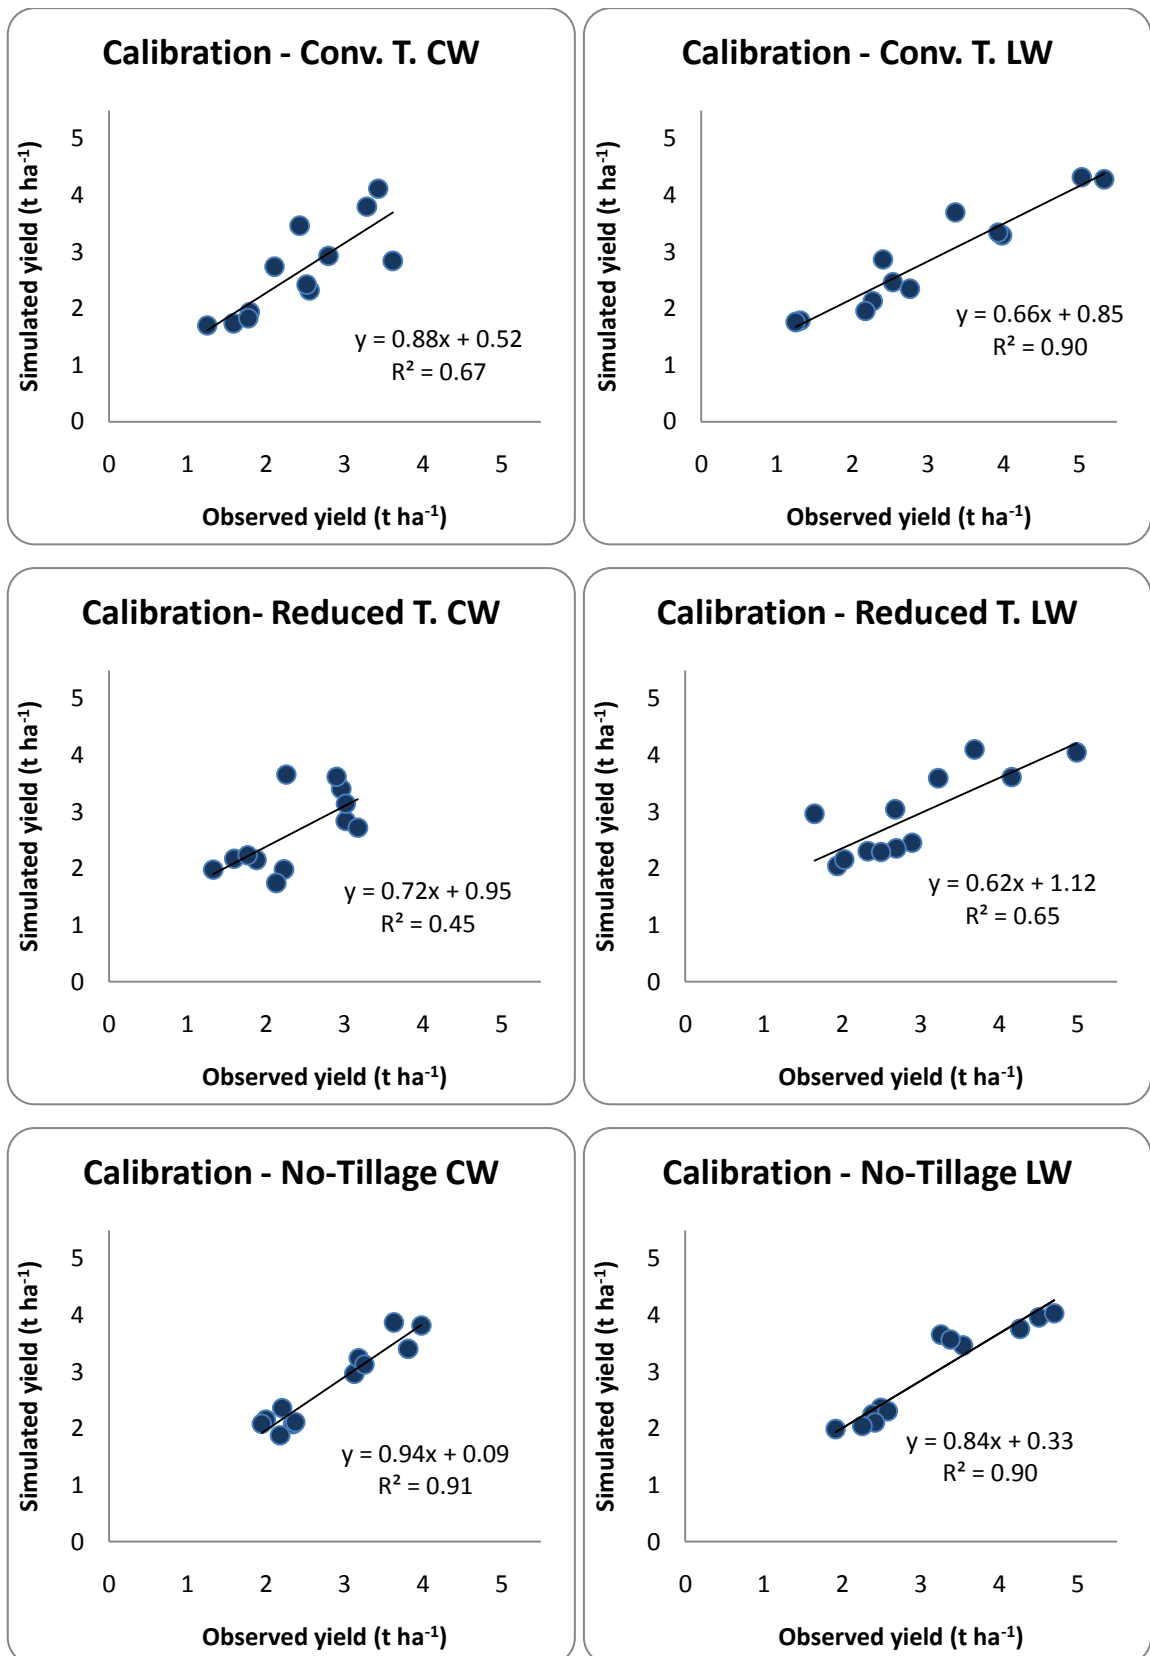 Calibration - Conv. T. CW
Simulated yield (t ha⁻¹)
5
4
3
2
1
0
y = 0.88x + 0.52
R² = 0.67
0 1 2 3 4 5
Observed yield (t ha⁻¹)
Calibration - Conv. T. LW
Simulated yield (t ha⁻¹)
5
4
3
2
1
0
y = 0.66x + 0.85
R² = 0.90
0 1 2 3 4 5
Observed yield (t ha⁻¹)
Calibration- Reduced T. CW
Simulated yield (t ha⁻¹)
5
4
3
2
1
0
y = 0.72x + 0.95
R² = 0.45
0 1 2 3 4 5
Observed yield (t ha⁻¹)
Calibration - Reduced T. LW
Simulated yield (t ha⁻¹)
5
4
3
2
1
0
y = 0.62x + 1.12
R² = 0.65
0 1 2 3 4 5
Observed yield (t ha⁻¹)
Calibration - No-Tillage CW
Simulated yield (t ha⁻¹)
5
4
3
2
1
0
y = 0.94x + 0.09
R² = 0.91
0 1 2 3 4 5
Observed yield (t ha⁻¹)
Calibration - No-Tillage LW
Simulated yield (t ha⁻¹)
5
4
3
2
1
0
y = 0.84x + 0.33
R² = 0.90
0 1 2 3 4 5
Observed yield (t ha⁻¹)